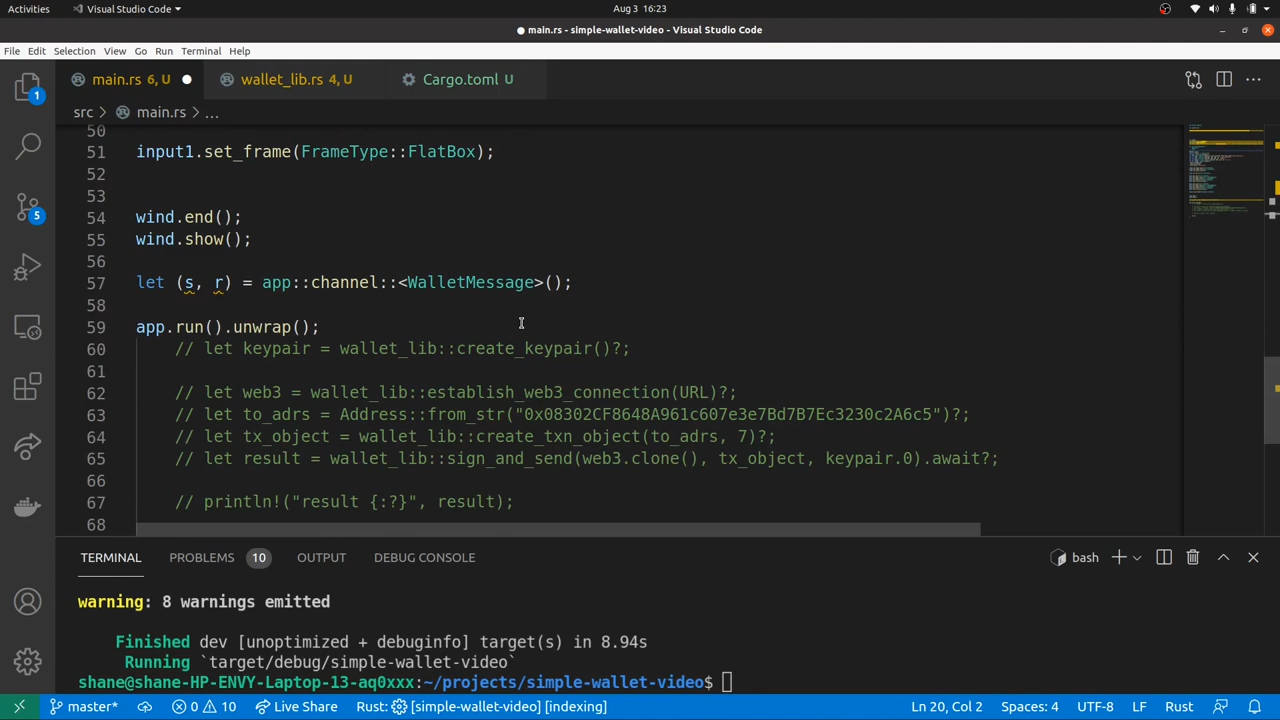 Activities Visual Studio Code Aug 3 16:23
main.rs - simple-wallet-video - Visual Studio Code
File Edit Selection View Go Run Terminal Help
main.rs 6, U wallet_lib.rs 4, U Cargo.toml U
src > main.rs > ...
50
51 input1.set_frame(FrameType::FlatBox);
52
53
54 wind.end();
55 wind.show();
56
57 let (s, r) = app::channel::<WalletMessage>();
58
59 app.run().unwrap();
60 // let keypair = wallet_lib::create_keypair()?;
61
62 // let web3 = wallet_lib::establish_web3_connection(URL)?;
63 // let to_adrs = Address::from_str("0x08302CF8648A961c607e3e7Bd7B7Ec3230c2A6c5")?;
64 // let tx_object = wallet_lib::create_txn_object(to_adrs, 7)?;
65 // let result = wallet_lib::sign_and_send(web3.clone(), tx_object, keypair.0).await?;
66
67 // println!("result {:?}", result);
68
1
5
TERMINAL PROBLEMS 10 OUTPUT DEBUG CONSOLE bash
warning: 8 warnings emitted
Finished dev [unoptimized + debuginfo] target(s) in 8.94s
Running `target/debug/simple-wallet-video`
shane@shane-HP-ENVY-Laptop-13-aq0xxx:~/projects/simple-wallet-video$
master* 0 10 Live Share Rust: [simple-wallet-video] [indexing] Ln 20, Col 2 Spaces: 4 UTF-8 LF Rust